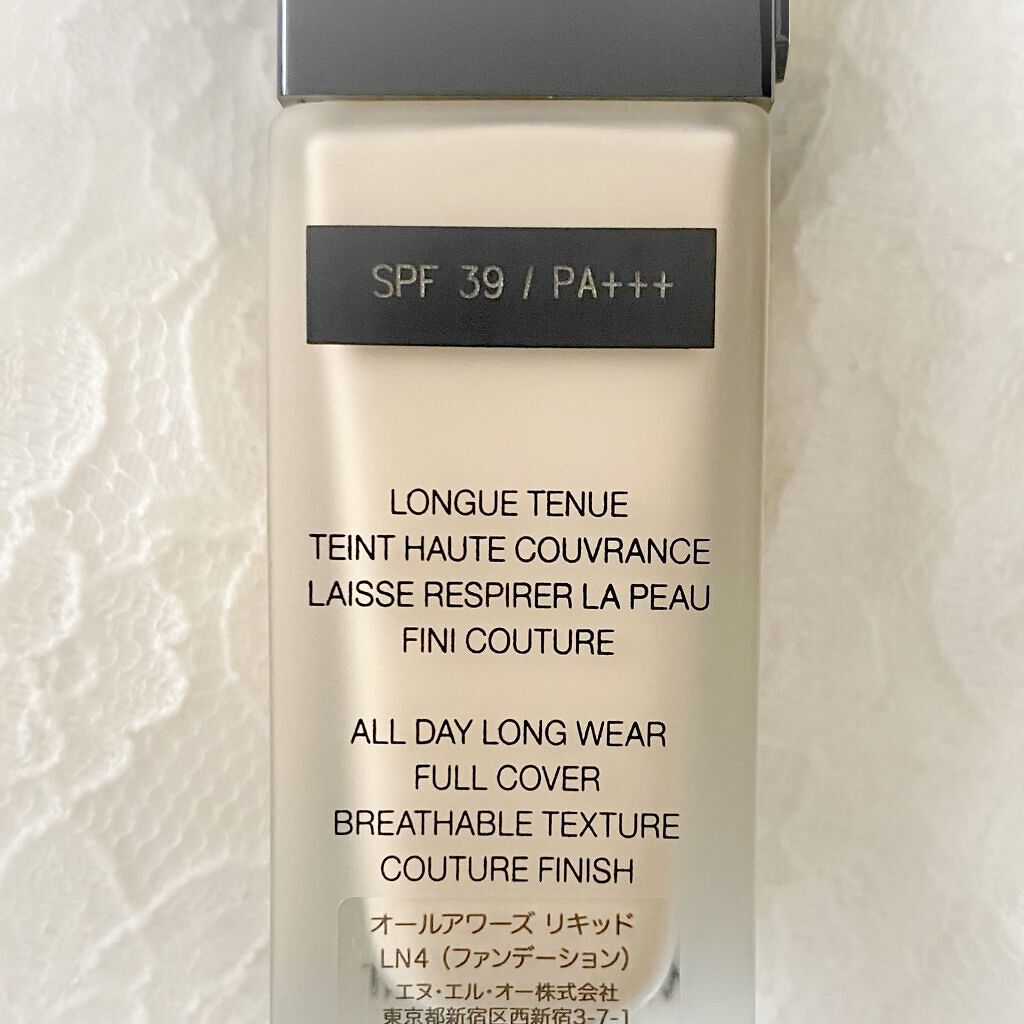 SPF 39 / PA+++
LONGUE TENUE
TEINT HAUTE COUVRANCE
LAISSE RESPIRER LA PEAU
FINI COUTURE
ALL DAY LONG WEAR
FULL COVER
BREATHABLE TEXTURE
COUTURE FINISH
オールアワーズ リキッド
LN4（ファンデーション）
エヌ・エル・オー株式会社
東京都新宿区西新宿3-7-1